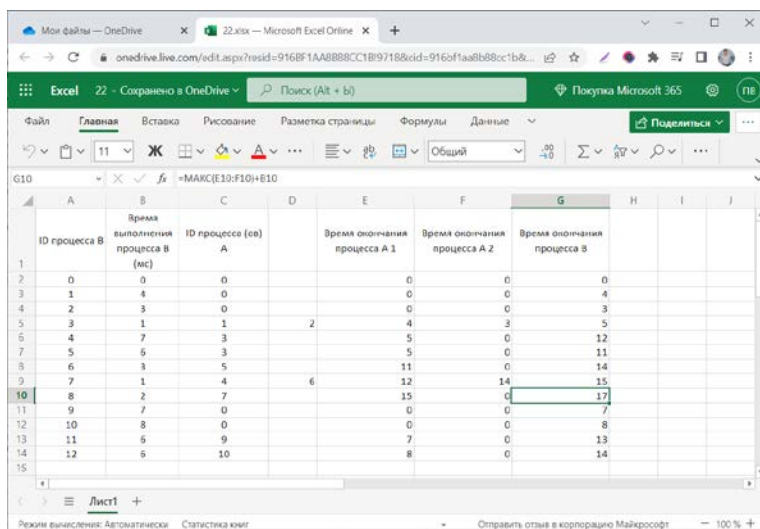 Мои файлы — OneDrive
22.xlsx — Microsoft Excel Online
onedrive.live.com/edit.aspx?resid=916BF1AA8B88CC1B!9718&cid=916bf1aa8b88cc1b&...
Excel 22 - Сохранено в OneDrive Поиск (Alt + Ы) Покупка Microsoft 365 ПВ
Файл Главная Вставка Рисование Разметка страницы Формулы Данные Поделиться
11 Ж Общий
G10 fx =МАКС(E10:F10)+B10
A B C D E F G H I J
1 ID процесса B Время выполнения процесса B (мс) ID процесса (ов) A Время окончания процесса A 1 Время окончания процесса A 2 Время окончания процесса B
2 0 0 0 0 0 0
3 1 4 0 0 0 4
4 2 3 0 0 0 3
5 3 1 1 2 4 3 5
6 4 7 3 5 0 12
7 5 6 3 5 0 11
8 6 3 5 11 0 14
9 7 1 4 6 12 14 15
10 8 2 7 15 0 17
11 9 7 0 0 0 7
12 10 8 0 0 0 8
13 11 6 9 7 0 13
14 12 6 10 8 0 14
15
Лист1
Режим вычисления: Автоматически Статистика книг Отправить отзыв в корпорацию Майкрософт 100 %